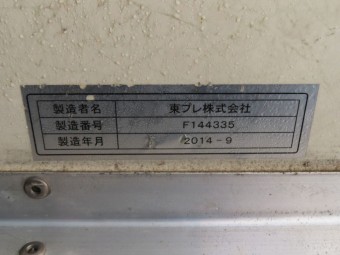 製造者名 東プレ株式会社
製造番号 F144335
製造年月 2014-9